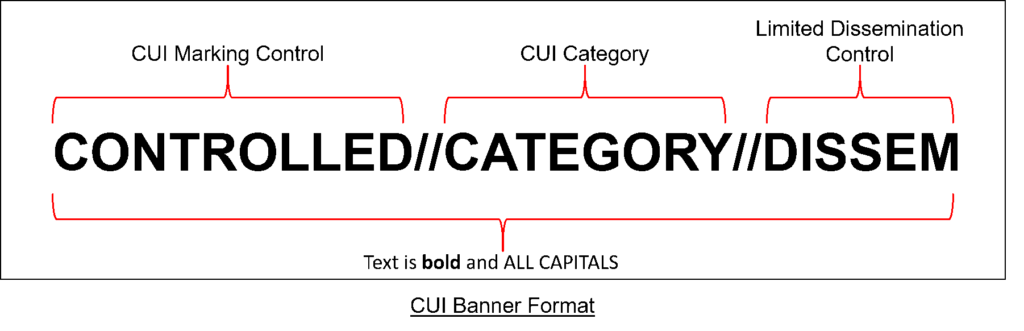 CUI Marking Control
CUI Category
Limited Dissemination
Control
CONTROLLED//CATEGORY//DISSEM
Text is bold and ALL CAPITALS
CUI Banner Format